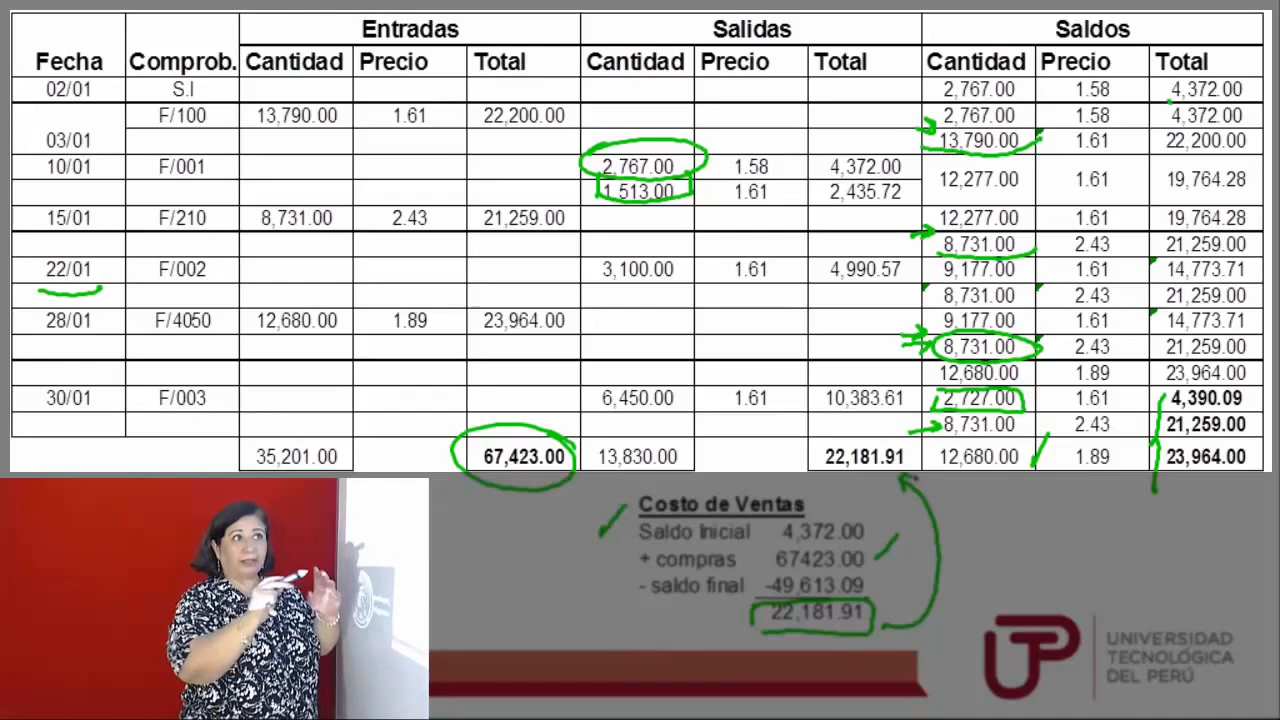 Entradas Salidas Saldos
Fecha Comprob. Cantidad Precio Total Cantidad Precio Total Cantidad Precio Total
02/01 S.I 2,767.00 1.58 4,372.00
F/100 13,790.00 1.61 22,200.00 2,767.00 1.58 4,372.00
03/01 13,790.00 1.61 22,200.00
10/01 F/001 2,767.00 1.58 4,372.00
12,277.00 1.61 19,764.28
1,513.00 1.61 2,435.72
15/01 F/210 8,731.00 2.43 21,259.00 12,277.00 1.61 19,764.28
8,731.00 2.43 21,259.00
22/01 F/002 3,100.00 1.61 4,990.57 9,177.00 1.61 14,773.71
8,731.00 2.43 21,259.00
28/01 F/4050 12,680.00 1.89 23,964.00 9,177.00 1.61 14,773.71
8,731.00 2.43 21,259.00
12,680.00 1.89 23,964.00
30/01 F/003 6,450.00 1.61 10,383.61 2,727.00 1.61 4,390.09
8,731.00 2.43 21,259.00
35,201.00 67,423.00 13,830.00 22,181.91 12,680.00 1.89 23,964.00
Costo de Ventas
Saldo Inicial 4,372.00
+ compras 67423.00
- saldo final -49,613.09
22,181.91
UTP
UNIVERSIDAD
TECNOLÓGICA
DEL PERÚ